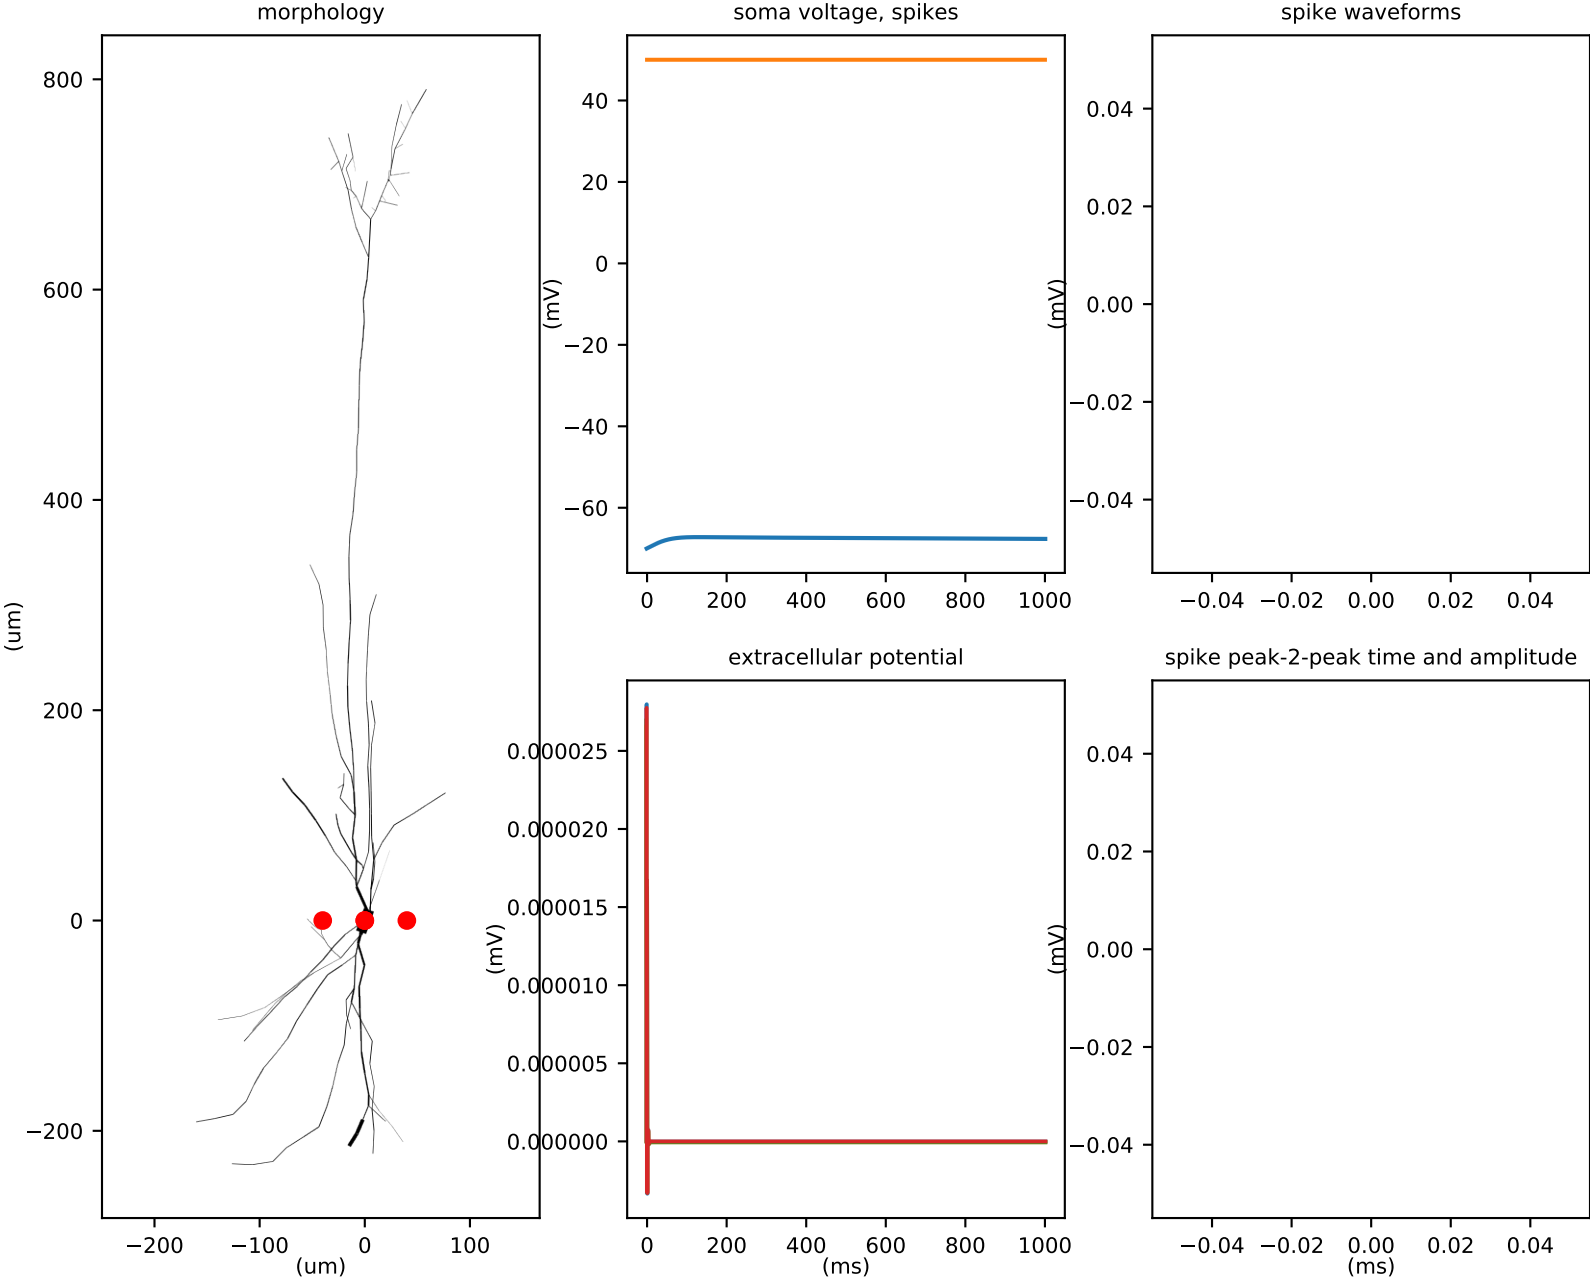 morphology
800
600
400
200
0
−200
(um)
−200 −100 0 100
(um)
soma voltage, spikes
40
20
0
−20
−40
−60
(mV)
0 200 400 600 800 1000
spike waveforms
0.04
0.02
0.00
−0.02
−0.04
(mV)
−0.04 −0.02 0.00 0.02 0.04
extracellular potential
0.000025
0.000020
0.000015
0.000010
0.000005
0.000000
(mV)
0 200 400 600 800 1000
(ms)
spike peak-2-peak time and amplitude
0.04
0.02
0.00
−0.02
−0.04
(mV)
−0.04 −0.02 0.00 0.02 0.04
(ms)